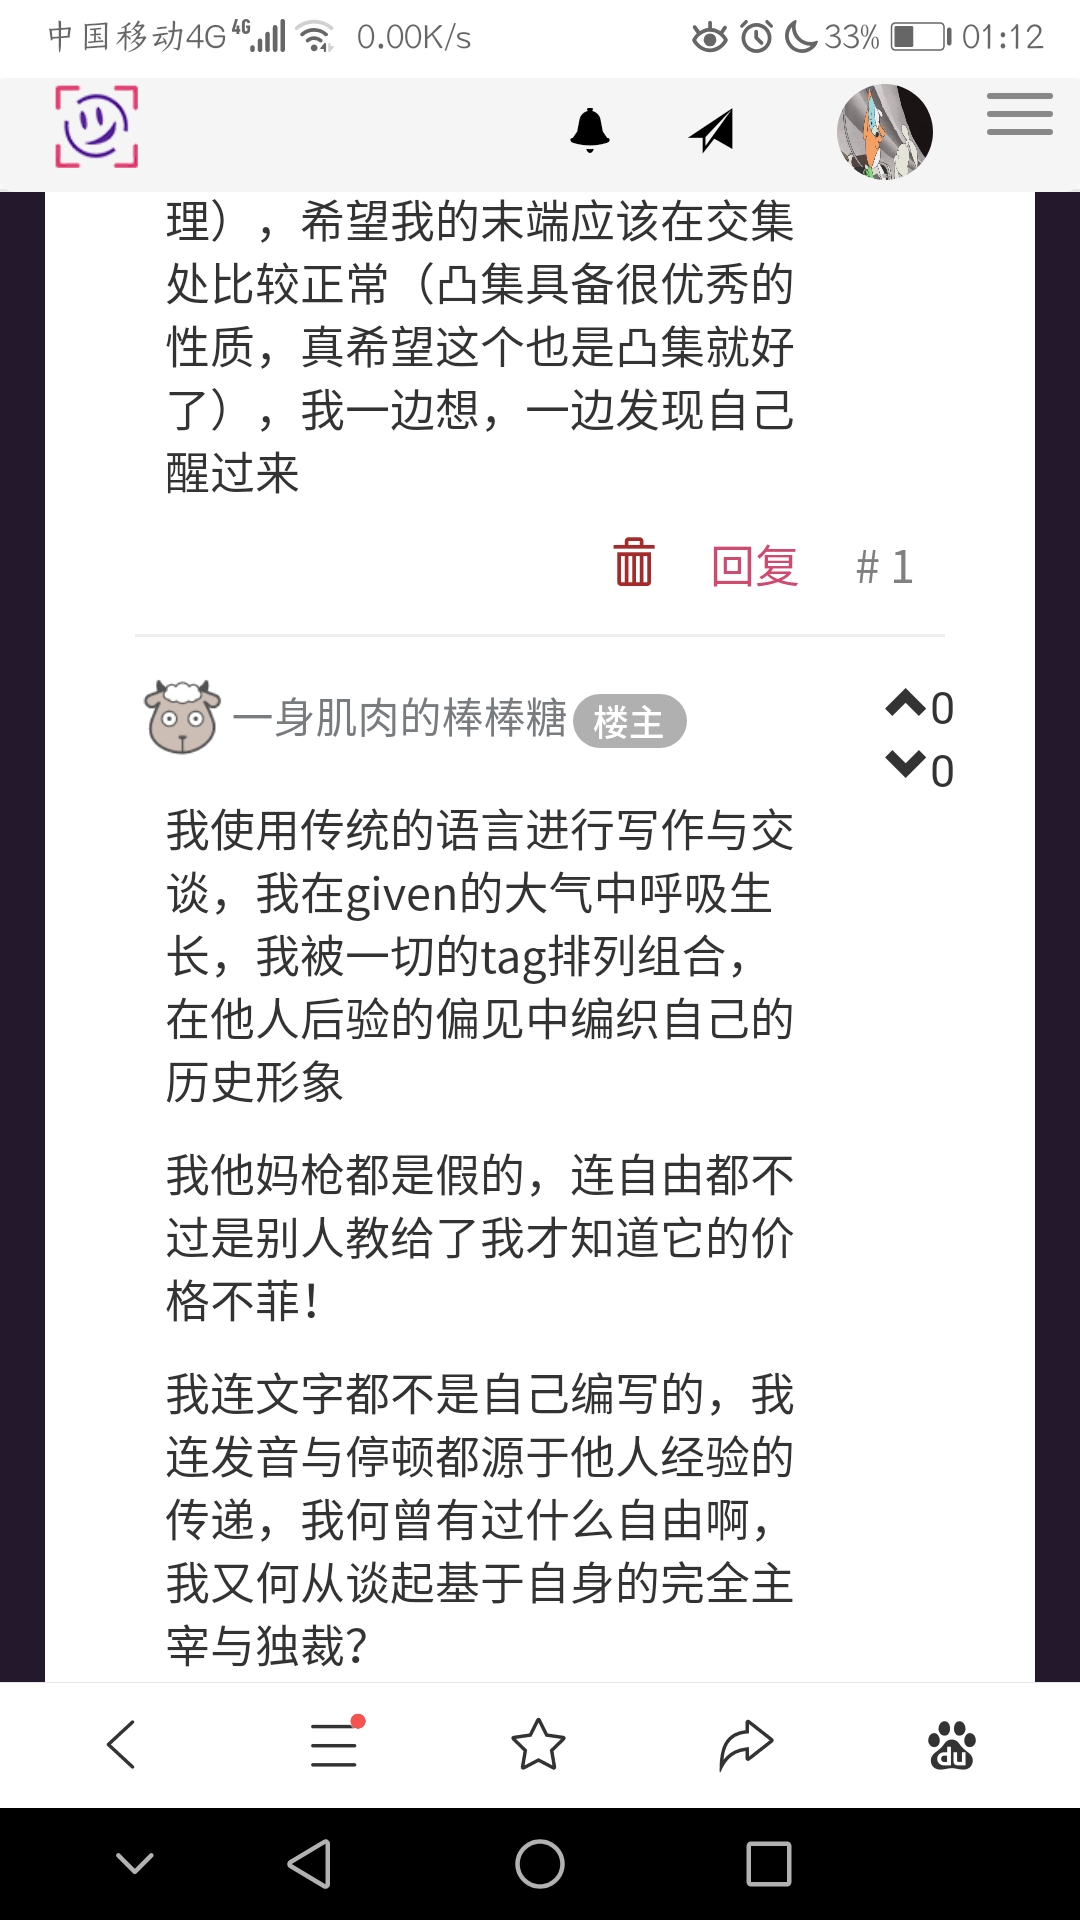 中国移动4G 4G 0.00K/s 33% 01:12
理），希望我的末端应该在交集
处比较正常（凸集具备很优秀的
性质，真希望这个也是凸集就好
了），我一边想，一边发现自己
醒过来
回复 # 1
一身肌肉的棒棒糖 楼主 0
0
我使用传统的语言进行写作与交
谈，我在given的大气中呼吸生
长，我被一切的tag排列组合，
在他人后验的偏见中编织自己的
历史形象
我他妈枪都是假的，连自由都不
过是别人教给了我才知道它的价
格不菲！
我连文字都不是自己编写的，我
连发音与停顿都源于他人经验的
传递，我何曾有过什么自由啊，
我又何从谈起基于自身的完全主
宰与独裁？
du